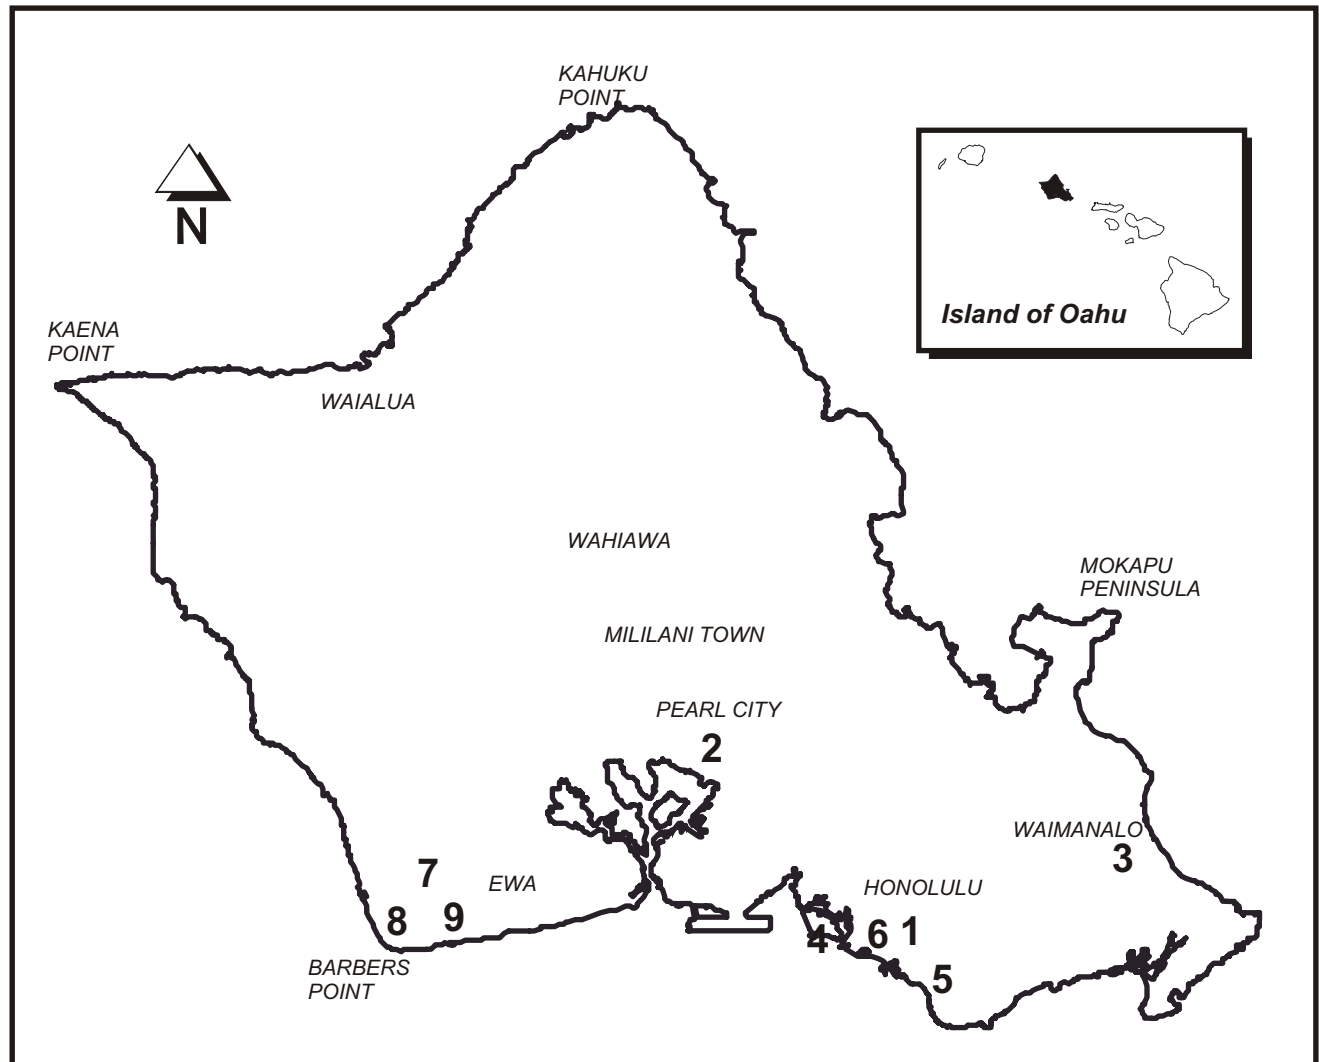 KAHUKU
POINT
N
Island of Oahu
KAENA
POINT
WAIALUA
WAHIAWA
MOKAPU
PENINSULA
MILILANI TOWN
PEARL CITY
2
WAIMANALO
3
7
EWA
HONOLULU
8
9
4
6
1
5
BARBERS
POINT